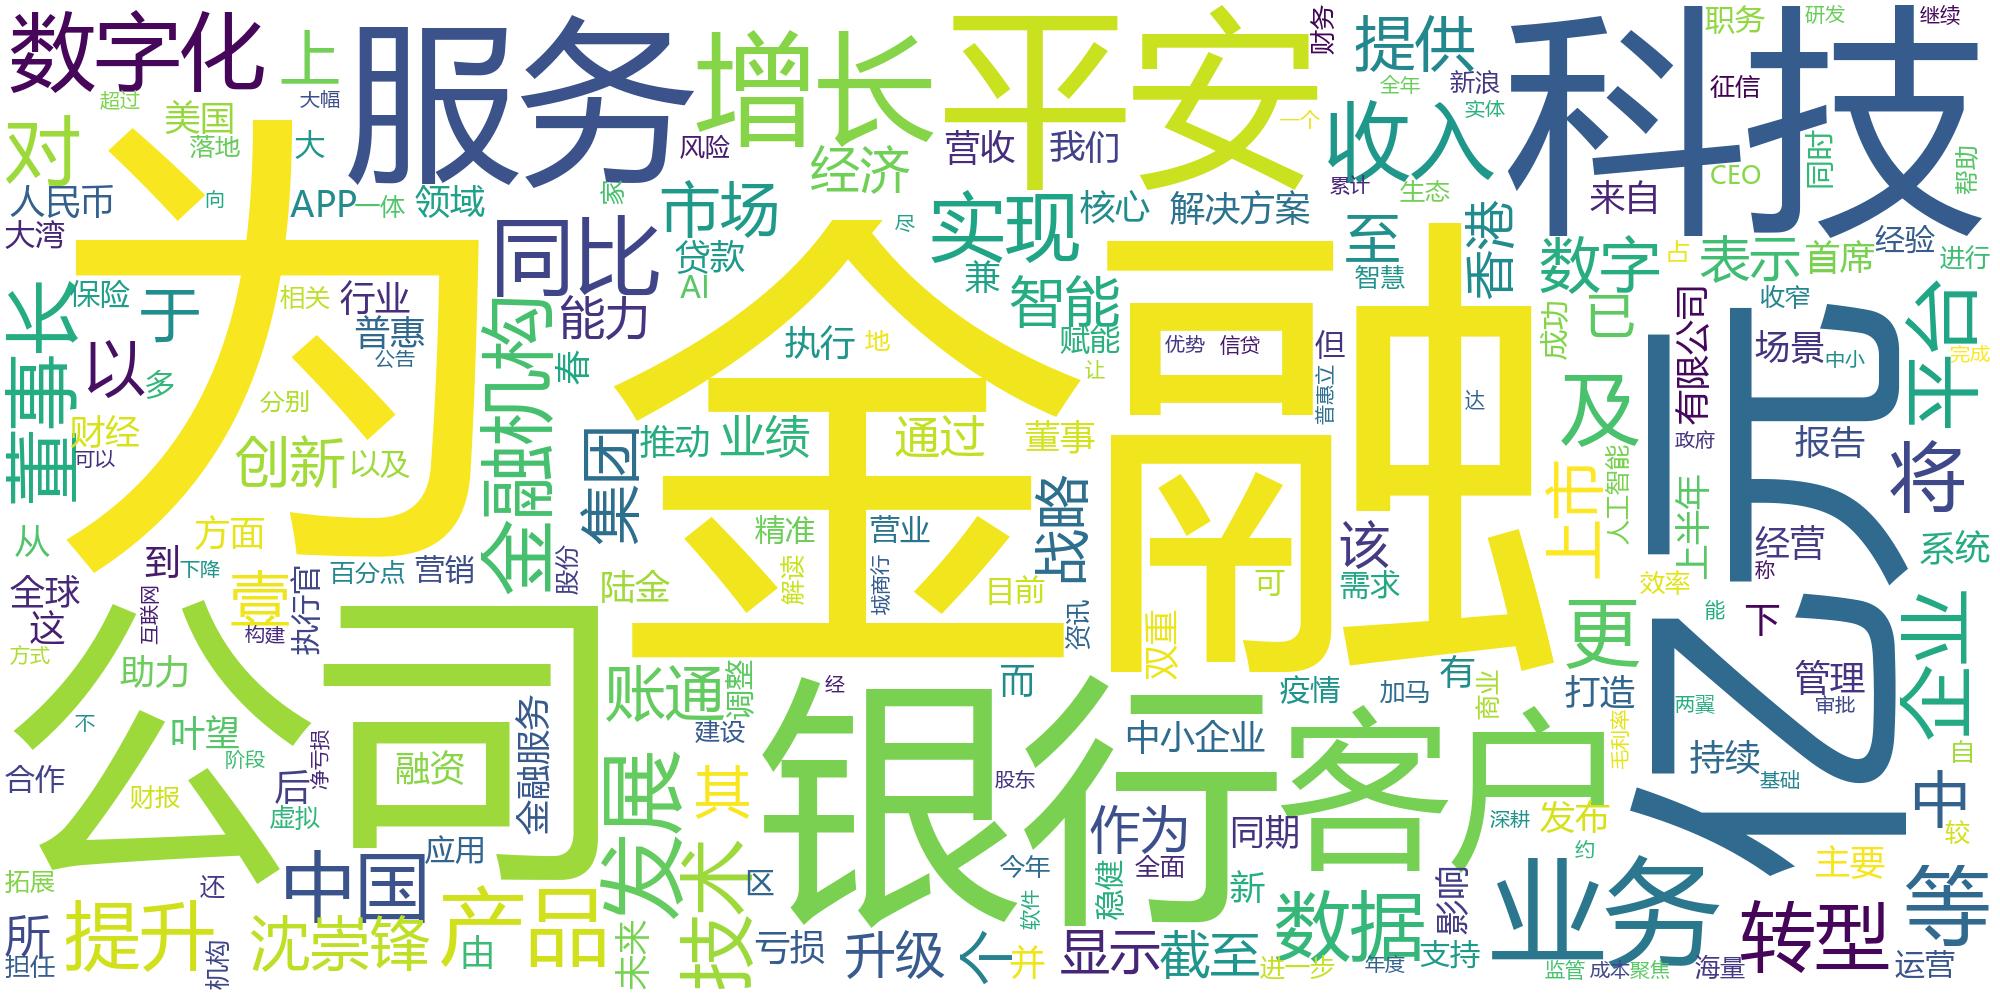 数字化
上
服务
增长
平安
财务
提供
科技
职务
研发
继续
超过
大幅
美国
落地
大
对
风险
营收
我们
一个
全年
新浪
实体
征信
收入
经济
人民币
向
APP
一体
领域
家
市场
尽
核心
解决方案
累计
生态
来自
CEO
同时
帮助
大湾
为
同比
贷款
实现
至
香港
数字
占
表示
首席
经验
进行
保险
于
相关
行业
AI
兼
智能
智慧
收窄
董事长
以
多
普惠
公告
金融机构
能力
春
执行
地
金融
赋能
让
优势
信贷
但
普惠立
达
成功
已
有限公司
场景
中小
平台
完成
财经
可以
分别
创新
以及
集团
推动
业绩
通过
董事
及
政府
亿元
报告
将
从
方面
到
下降
百分点
营销
股份
精准
营业
战略
该
上市
人工智能
上半年
经营
称
系统
全球
这
互联网
壹
构建
执行官
陆金
解读
城商行
目前
资讯
双重
可
需求
效率
更
能
下
企业
方式
助力
公司
账通
调整
经
而
疫情
加马
有
商业
打造
两翼
管理
审批
不
叶望
阶段
净亏损
融资
金融服务
建设
银行
股东
中小企业
客户
毛利率
持续
基础
自
合作
财报
后
虚拟
发展
其
作为
同期
深耕
发布
约
中
较
拓展
还
中国
应用
技术
区
今年
全面
稳健
新
影响
业务
主要
等
所
担任
提升
机构
沈崇锋
由
产品
未来
亏损
升级
个
软件
并
显示
截至
进一步
数据
年度
支持
监管
成本
聚焦
海量
转型
运营